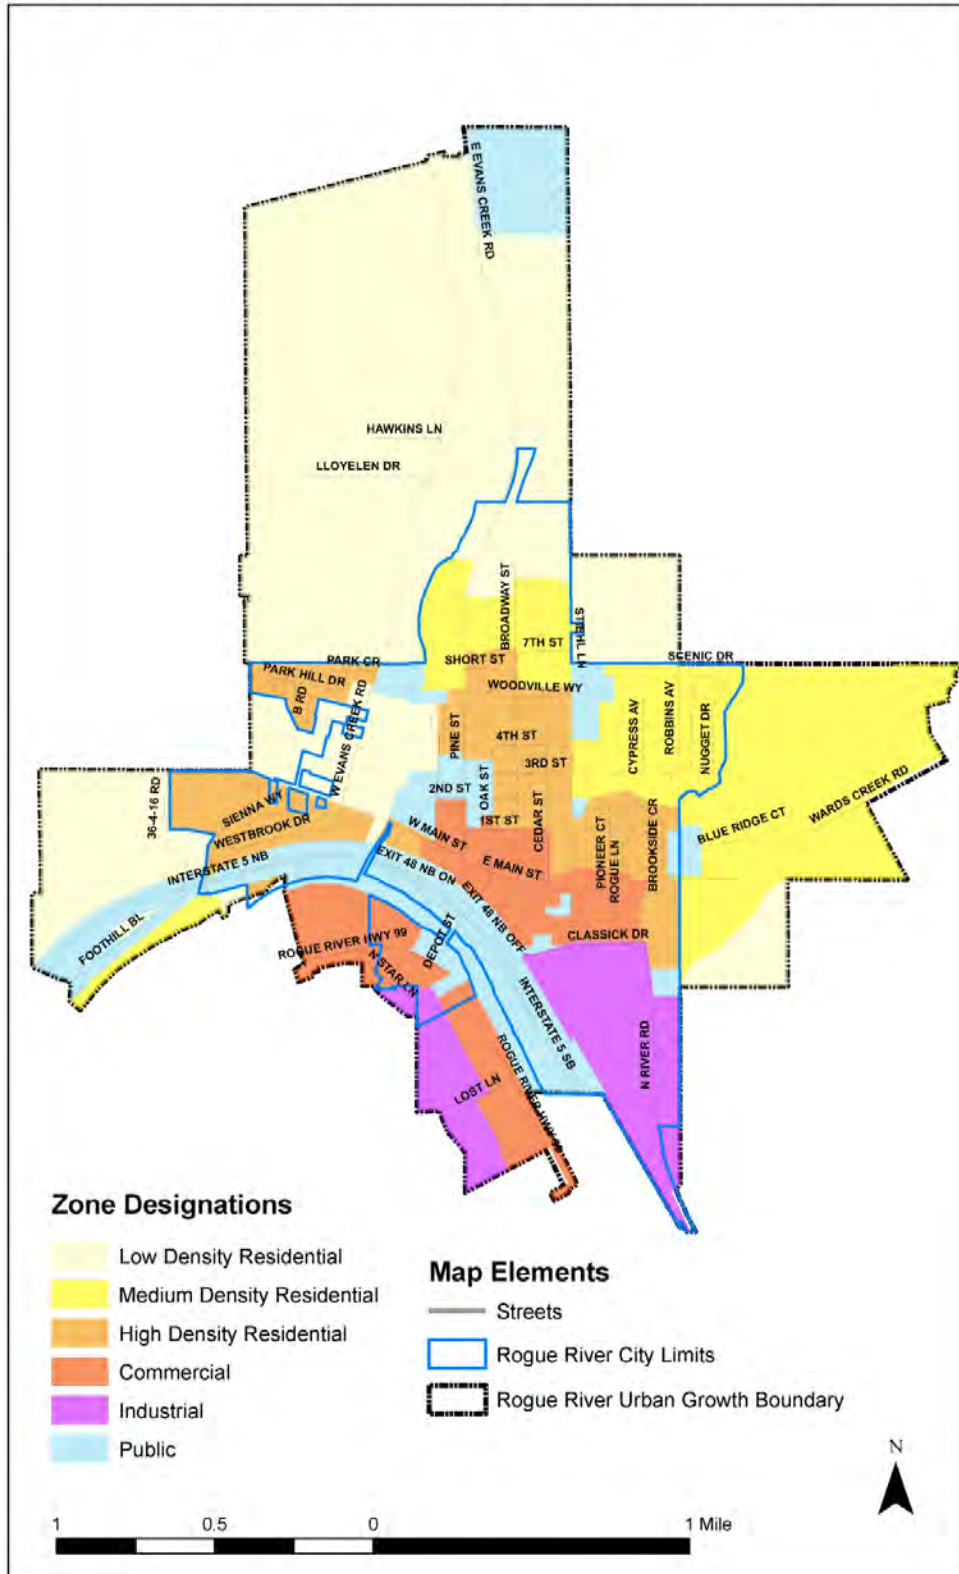 E EVANS CREEK RD
HAWKINS LN
LLOYELEN DR
BROADWAY ST
7TH ST
STIEHL LN
SCENIC DR
PARK CR
SHORT ST
PARK HILL DR
WOODVILLE WY
B RD
W EVANS CREEK RD
PINE ST
4TH ST
CYPRESS AV
ROBBINS AV
NUGGET DR
3RD ST
36-4-16 RD
2ND ST
OAK ST
1ST ST
CEDAR ST
SIENNA WY
WESTBROOK DR
W MAIN ST
E MAIN ST
PIONEER CT
ROGUE LN
BROOKSIDE CR
BLUE RIDGE CT
WARDS CREEK RD
INTERSTATE 5 NB
EXIT 48 NB ON
EXIT 48 NB OFF
FOOTHILL BL
ROGUE RIVER HWY 99
N STAR LN
DEPOT ST
CLASSICK DR
INTERSTATE 5 SB
N RIVER RD
LOST LN
ROGUE RIVER HWY 99
Zone Designations
Low Density Residential
Medium Density Residential
High Density Residential
Commercial
Industrial
Public
Map Elements
Streets
Rogue River City Limits
Rogue River Urban Growth Boundary
N
1 0.5 0 1 Mile